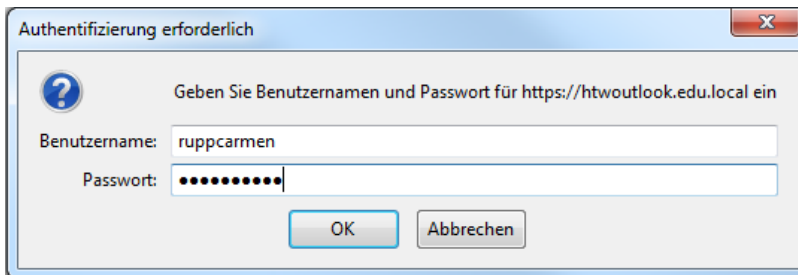 Authentifizierung erforderlich
Geben Sie Benutzernamen und Passwort für https://htwoutlook.edu.local ein
Benutzername: ruppcarmen
Passwort: ••••••••••
OK Abbrechen